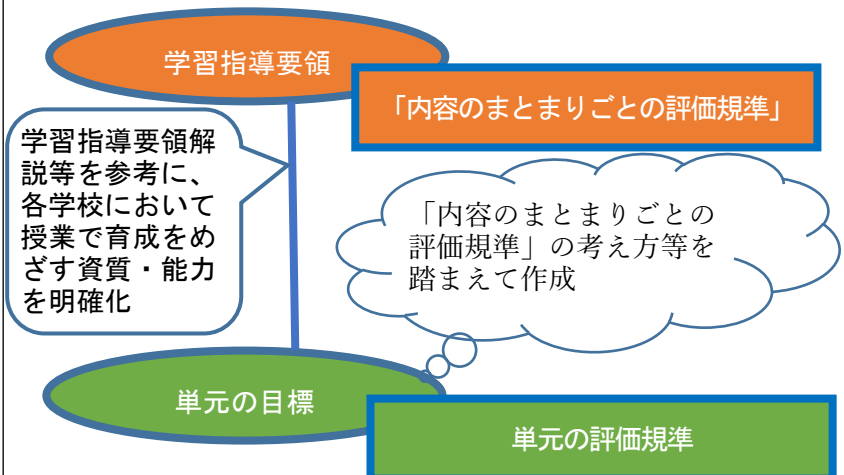 学習指導要領
「内容のまとまりごとの評価規準」
学習指導要領解
説等を参考に、
各学校において
授業で育成をめ
ざす資質・能力
を明確化
「内容のまとまりごとの
評価規準」の考え方等を
踏まえて作成
単元の目標
単元の評価規準